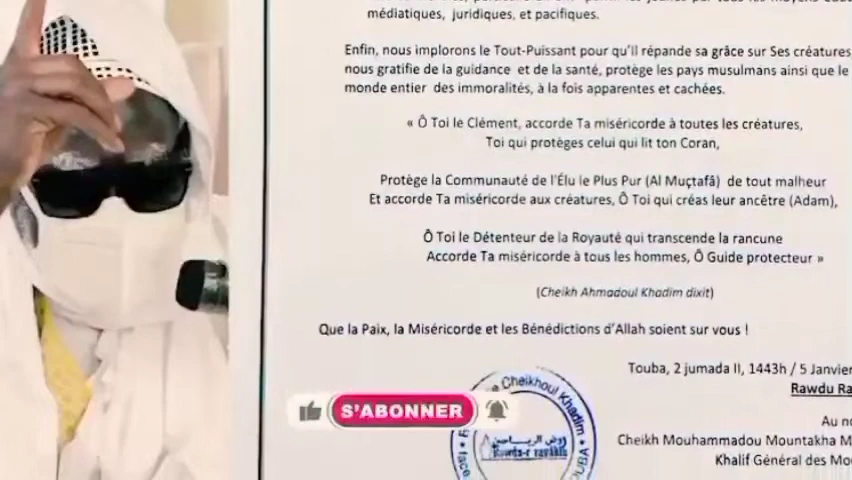 médiatiques, juridiques, et pacifiques.
Enfin, nous implorons le Tout-Puissant pour qu'il répande sa grâce sur Ses créatures
nous gratifie de la guidance et de la santé, protège les pays musulmans ainsi que le
monde entier des immoralités, à la fois apparentes et cachées.
« Ô Toi le Clément, accorde Ta miséricorde à toutes les créatures,
Toi qui protèges celui qui lit ton Coran,
Protège la Communauté de l'Élu le Plus Pur (Al Muçtafâ) de tout malheur
Et accorde Ta miséricorde aux créatures, Ô Toi qui créas leur ancêtre (Adam),
Ô Toi le Détenteur de la Royauté qui transcende la rancune
Accorde Ta miséricorde à tous les hommes, Ô Guide protecteur »
(Cheikh Ahmadoul Khadim dixit)
Que la Paix, la Miséricorde et les Bénédictions d'Allah soient sur vous !
Touba, 2 jumada II, 1443h / 5 Janvier
Rawdu Ra
Au no
Cheikh Mouhammadou Mountakha M
Khalif Général des Mou
S'ABONNER
Cheikhoul Khadim
روض الرياحين
Rawda-r rayahin